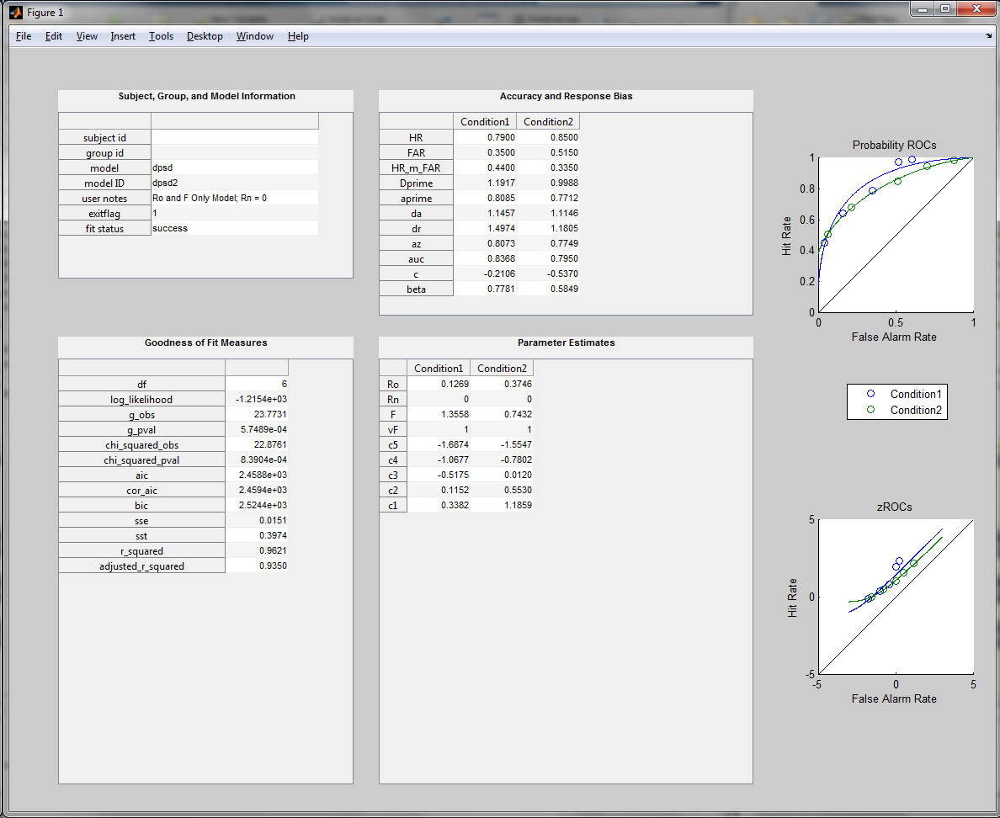 Figure 1
File Edit View Insert Tools Desktop Window Help
Subject, Group, and Model Information
subject id
group id
model dpsd
model ID dpsd2
user notes Ro and F Only Model; Rn = 0
exitflag 1
fit status success
Accuracy and Response Bias
Condition1 Condition2
HR 0.7900 0.8500
FAR 0.3500 0.5150
HR_m_FAR 0.4400 0.3350
Dprime 1.1917 0.9988
aprime 0.8085 0.7712
da 1.1457 1.1146
dr 1.4974 1.1805
az 0.8073 0.7749
auc 0.8368 0.7950
c -0.2106 -0.5370
beta 0.7781 0.5849
Goodness of Fit Measures
df 6
log_likelihood -1.2154e+03
g_obs 23.7731
g_pval 5.7489e-04
chi_squared_obs 22.8761
chi_squared_pval 8.3904e-04
aic 2.4588e+03
cor_aic 2.4594e+03
bic 2.5244e+03
sse 0.0151
sst 0.3974
r_squared 0.9621
adjusted_r_squared 0.9350
Parameter Estimates
Condition1 Condition2
Ro 0.1269 0.3746
Rn 0 0
F 1.3558 0.7432
vF 1 1
c5 -1.6874 -1.5547
c4 -1.0677 -0.7802
c3 -0.5175 0.0120
c2 0.1152 0.5530
c1 0.3382 1.1859
Probability ROCs
Hit Rate
1
0.8
0.6
0.4
0.2
0
0 0.5 1
False Alarm Rate
Condition1
Condition2
zROCs
Hit Rate
5
0
-5
-5 0 5
False Alarm Rate